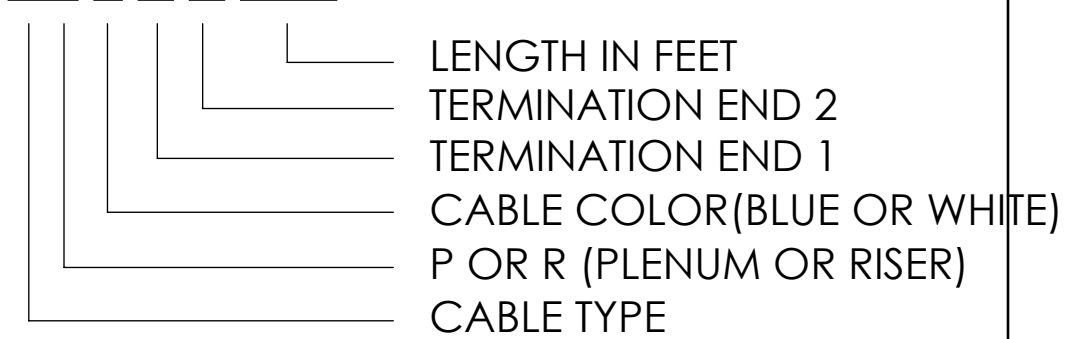 LENGTH IN FEET
TERMINATION END 2
TERMINATION END 1
CABLE COLOR(BLUE OR WHITE)
P OR R (PLENUM OR RISER)
CABLE TYPE